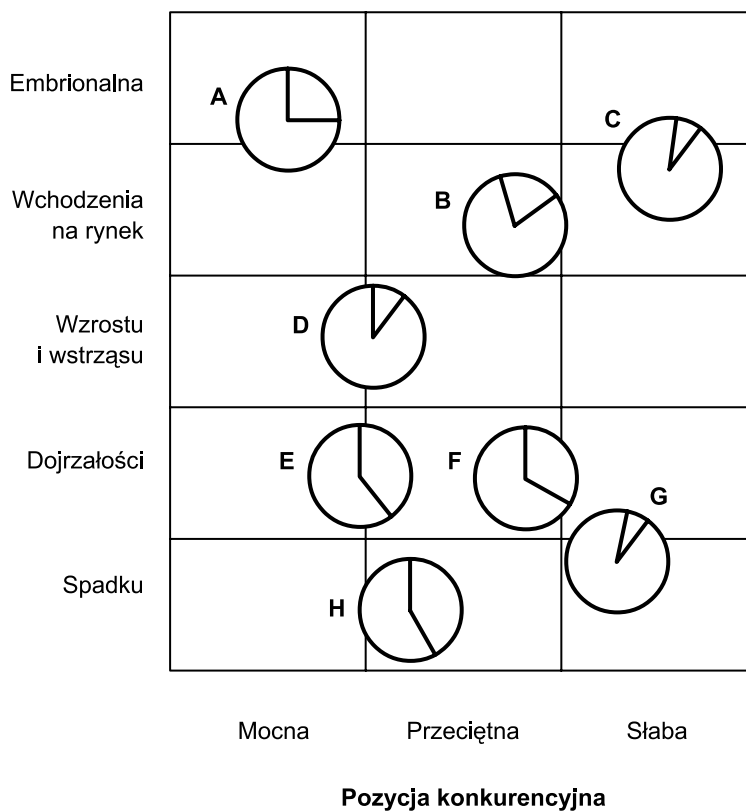 Embrionalna
A
C
Wchodzenia
na rynek
B
Wzrostu
i wstrząsu
D
Dojrzałości
E
F
G
Spadku
H
Mocna
Przeciętna
Słaba
Pozycja konkurencyjna